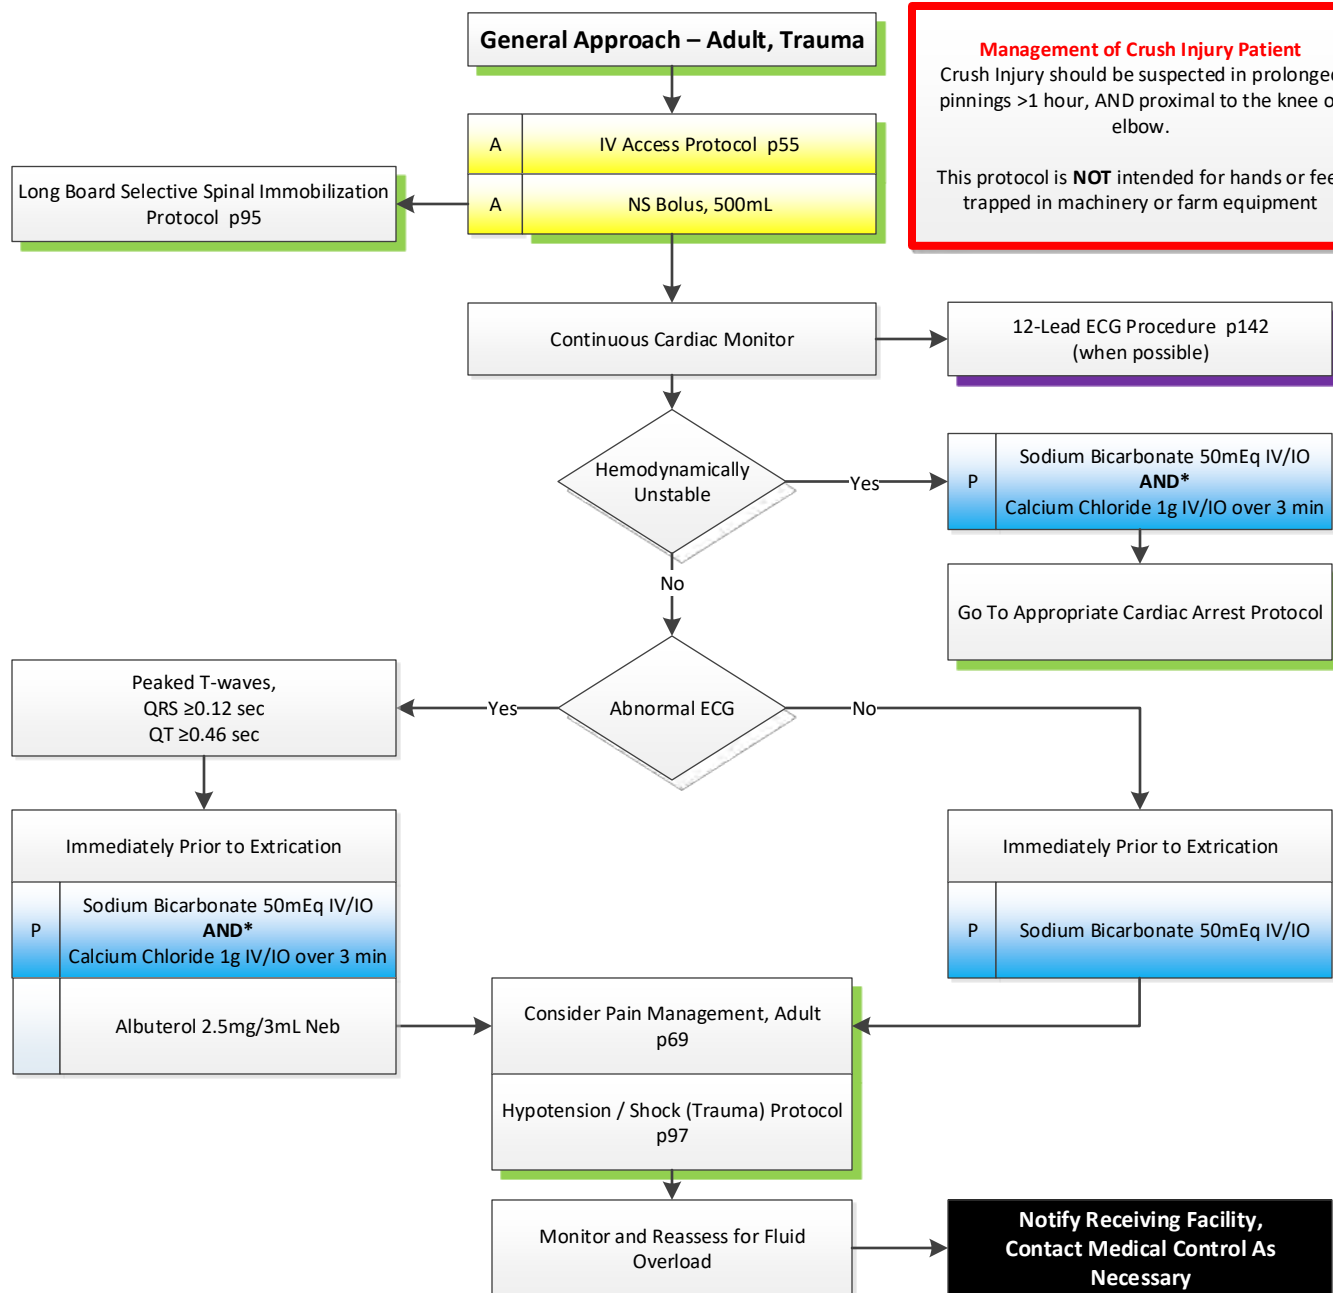 General Approach – Adult, Trauma
Management of Crush Injury Patient
Crush Injury should be suspected in prolonged
pinnings >1 hour, AND proximal to the knee
elbow.
This protocol is NOT intended for hands or
trapped in machinery or farm equipment
A
IV Access Protocol p55
A
NS Bolus, 500mL
Long Board Selective Spinal Immobilization
Protocol p95
Continuous Cardiac Monitor
12-Lead ECG Procedure p142
(when possible)
Hemodynamically
Unstable
Yes
P
Sodium Bicarbonate 50mEq IV/IO
AND*
Calcium Chloride 1g IV/IO over 3 min
No
Go To Appropriate Cardiac Arrest Protocol
Abnormal ECG
Yes
Peaked T-waves,
QRS ≥0.12 sec
QT ≥0.46 sec
No
Immediately Prior to Extrication
P
Sodium Bicarbonate 50mEq IV/IO
AND*
Calcium Chloride 1g IV/IO over 3 min
Albuterol 2.5mg/3mL Neb
Immediately Prior to Extrication
P
Sodium Bicarbonate 50mEq IV/IO
Consider Pain Management, Adult
p69
Hypotension / Shock (Trauma) Protocol
p97
Monitor and Reassess for Fluid
Overload
Notify Receiving Facility,
Contact Medical Control As
Necessary